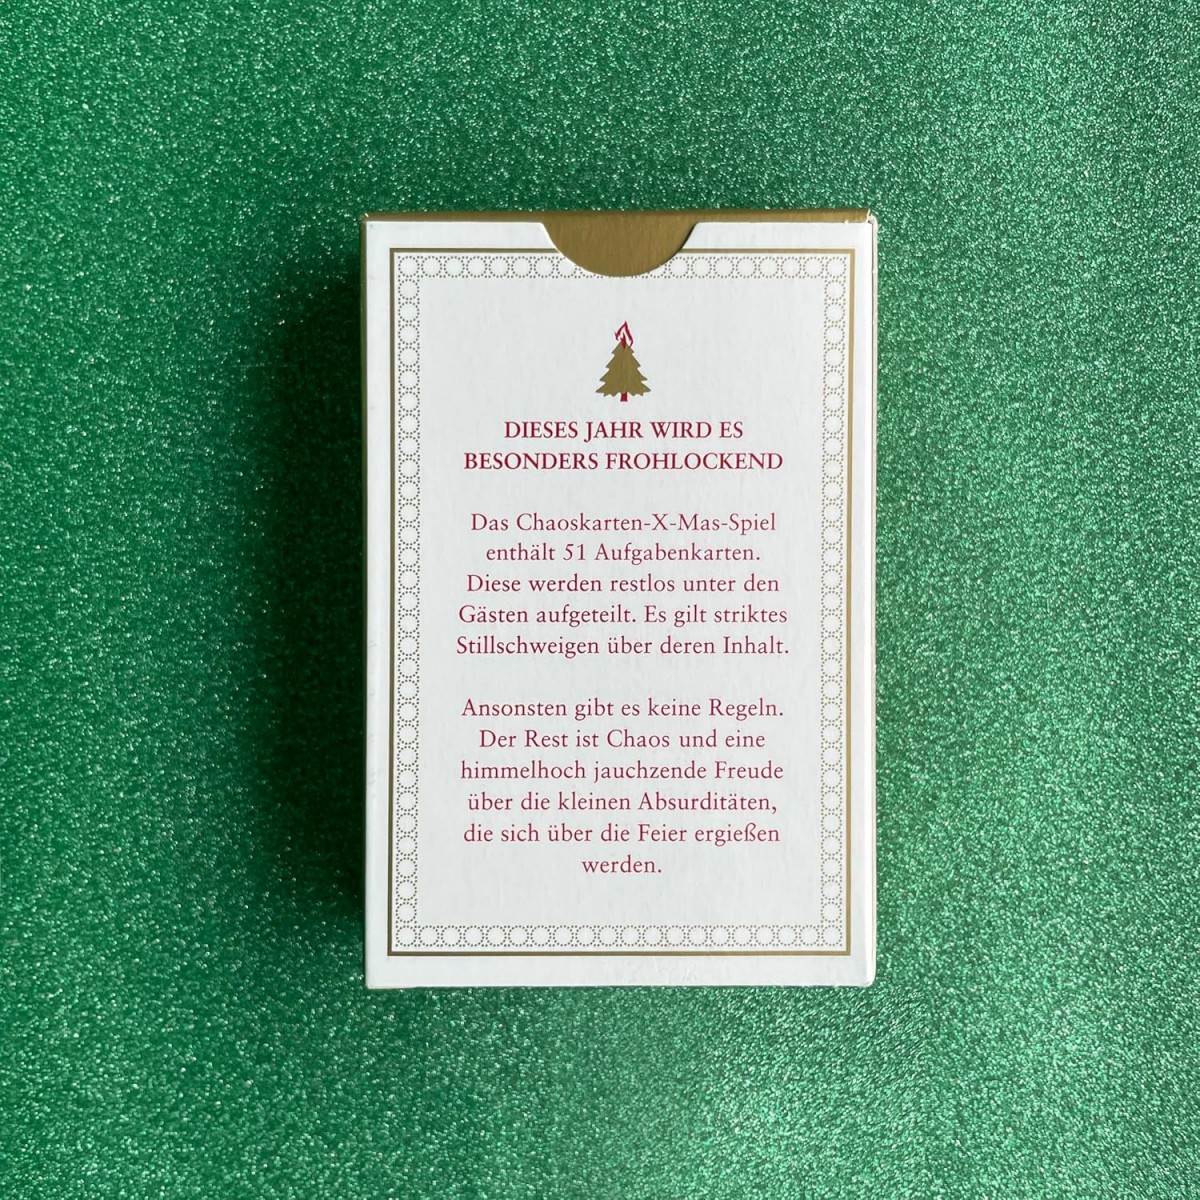 DIESES JAHR WIRD ES
BESONDERS FROHLOCKEND
Das Chaoskarten-X-Mas-Spiel
enthält 51 Aufgabenkarten.
Diese werden restlos unter den
Gästen aufgeteilt. Es gilt striktes
Stillschweigen über deren Inhalt.
Ansonsten gibt es keine Regeln.
Der Rest ist Chaos und eine
himmelhoch jauchzende Freude
über die kleinen Absurditäten,
die sich über die Feier ergießen
werden.